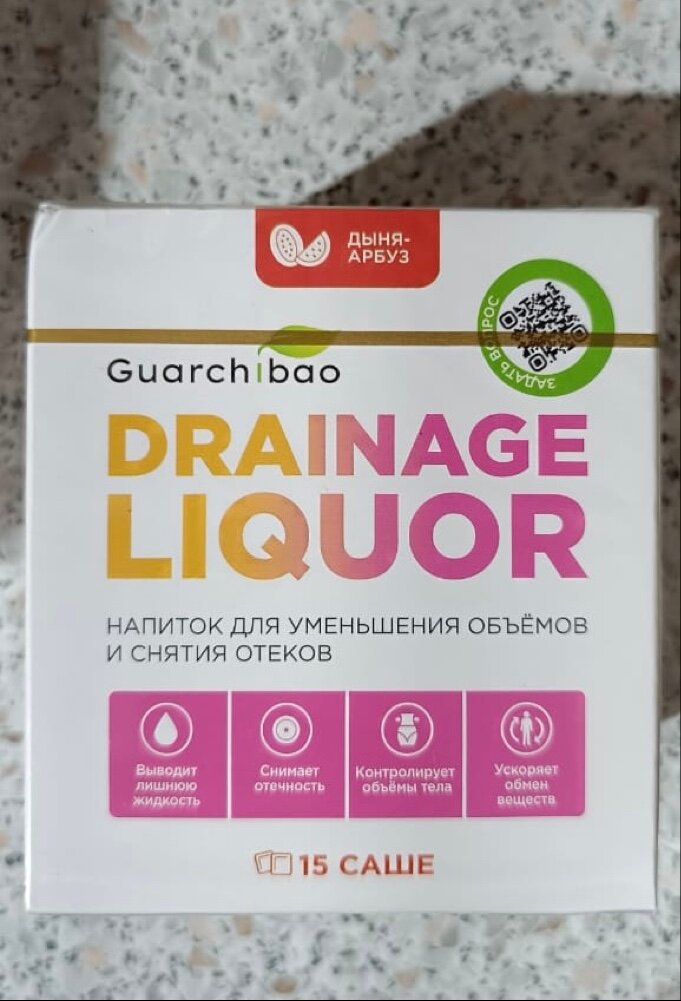 ДЫНЯ-
АРБУЗ
ЗАДАТЬ ВОПРОС
Guarchibao
DRAINAGE
LIQUOR
НАПИТОК ДЛЯ УМЕНЬШЕНИЯ ОБЪЁМОВ
И СНЯТИЯ ОТЕКОВ
Выводит
лишнюю
жидкость
Снимает
отечность
Контролирует
объёмы тела
Ускоряет
обмен
веществ
15 САШЕ